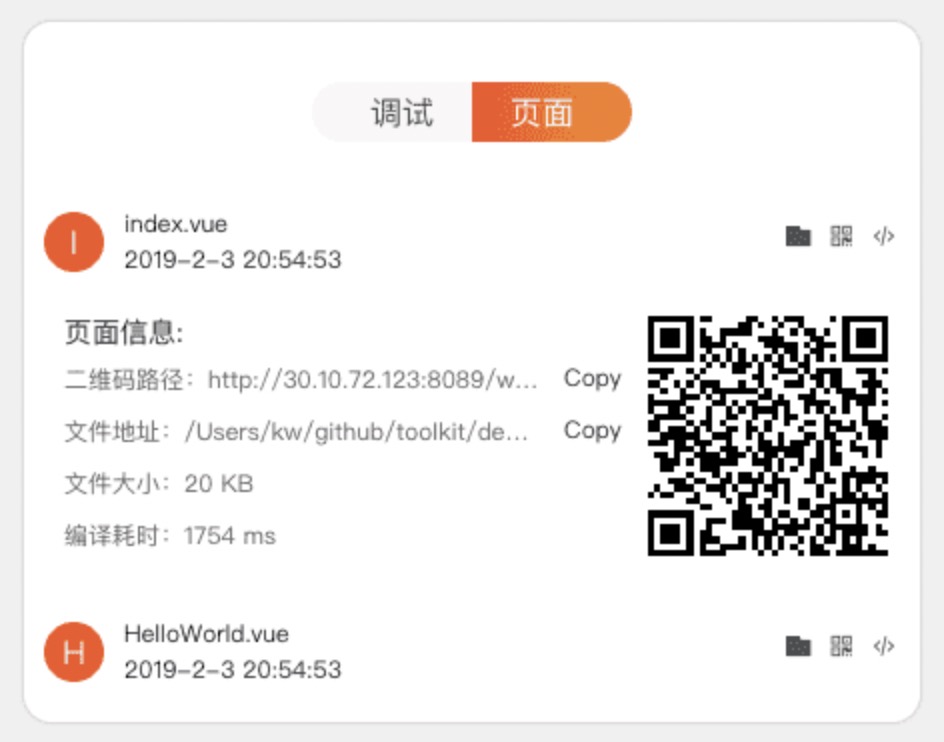 调试 页面
I
index.vue
2019-2-3 20:54:53
页面信息:
二维码路径：http://30.10.72.123:8089/w... Copy
文件地址：/Users/kw/github/toolkit/de... Copy
文件大小：20 KB
编译耗时：1754 ms
H
HelloWorld.vue
2019-2-3 20:54:53